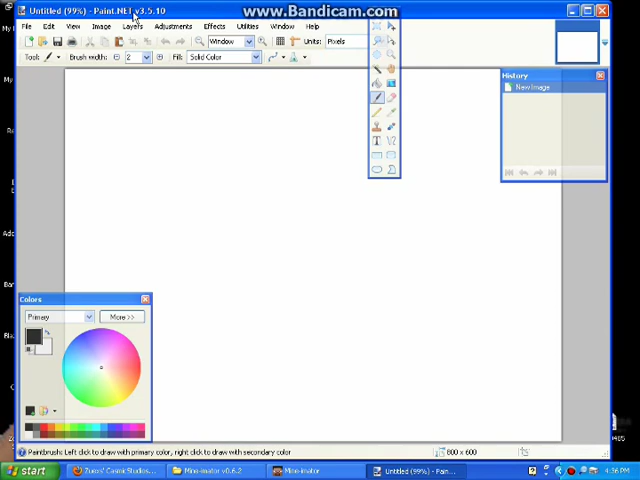 www.Bandicam.com
Untitled (99%) - Paint.NET v3.5.10
File Edit View Image Layers Adjustments Effects Utilities Window Help
Window Units: Pixels
Tool: Brush width: 2 Fill: Solid Color
History
New Image
Colors
Primary More >>
Paintbrush: Left click to draw with primary color, right click to draw with secondary color
800 x 600
start Zuros' CasmicStudios... Mine-imator v0.6.2 Mine-imator Untitled (99%) - Pain... 4:36 PM